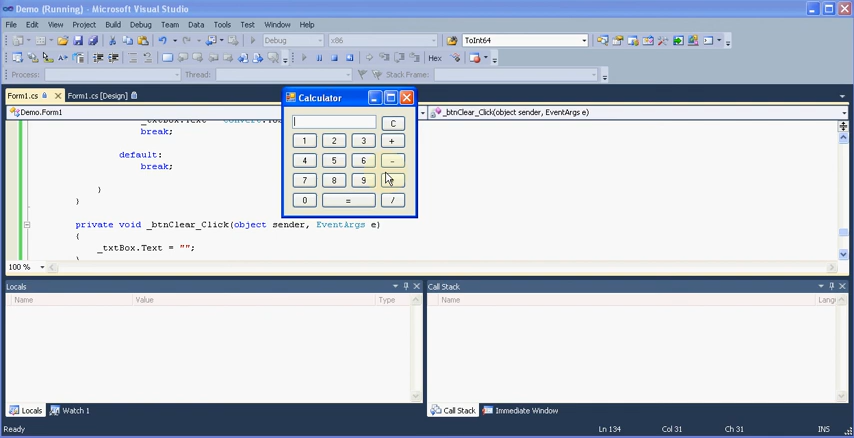 Demo (Running) - Microsoft Visual Studio
File Edit View Project Build Debug Team Data Tools Test Window Help
Debug x86 ToInt64
Hex
Process: Thread: Stack Frame:
Form1.cs Form1.cs [Design]
Demo.Form1 _btnClear_Click(object sender, EventArgs e)
break;
default:
break;
}
}
private void _btnClear_Click(object sender, EventArgs e)
{
_txtBox.Text = "";
Calculator
C
1 2 3 +
4 5 6 -
7 8 9
0 = /
100 %
Locals
Name Value Type
Call Stack
Name Lang
Locals Watch 1
Call Stack Immediate Window
Ready Ln 134 Col 31 Ch 31 INS